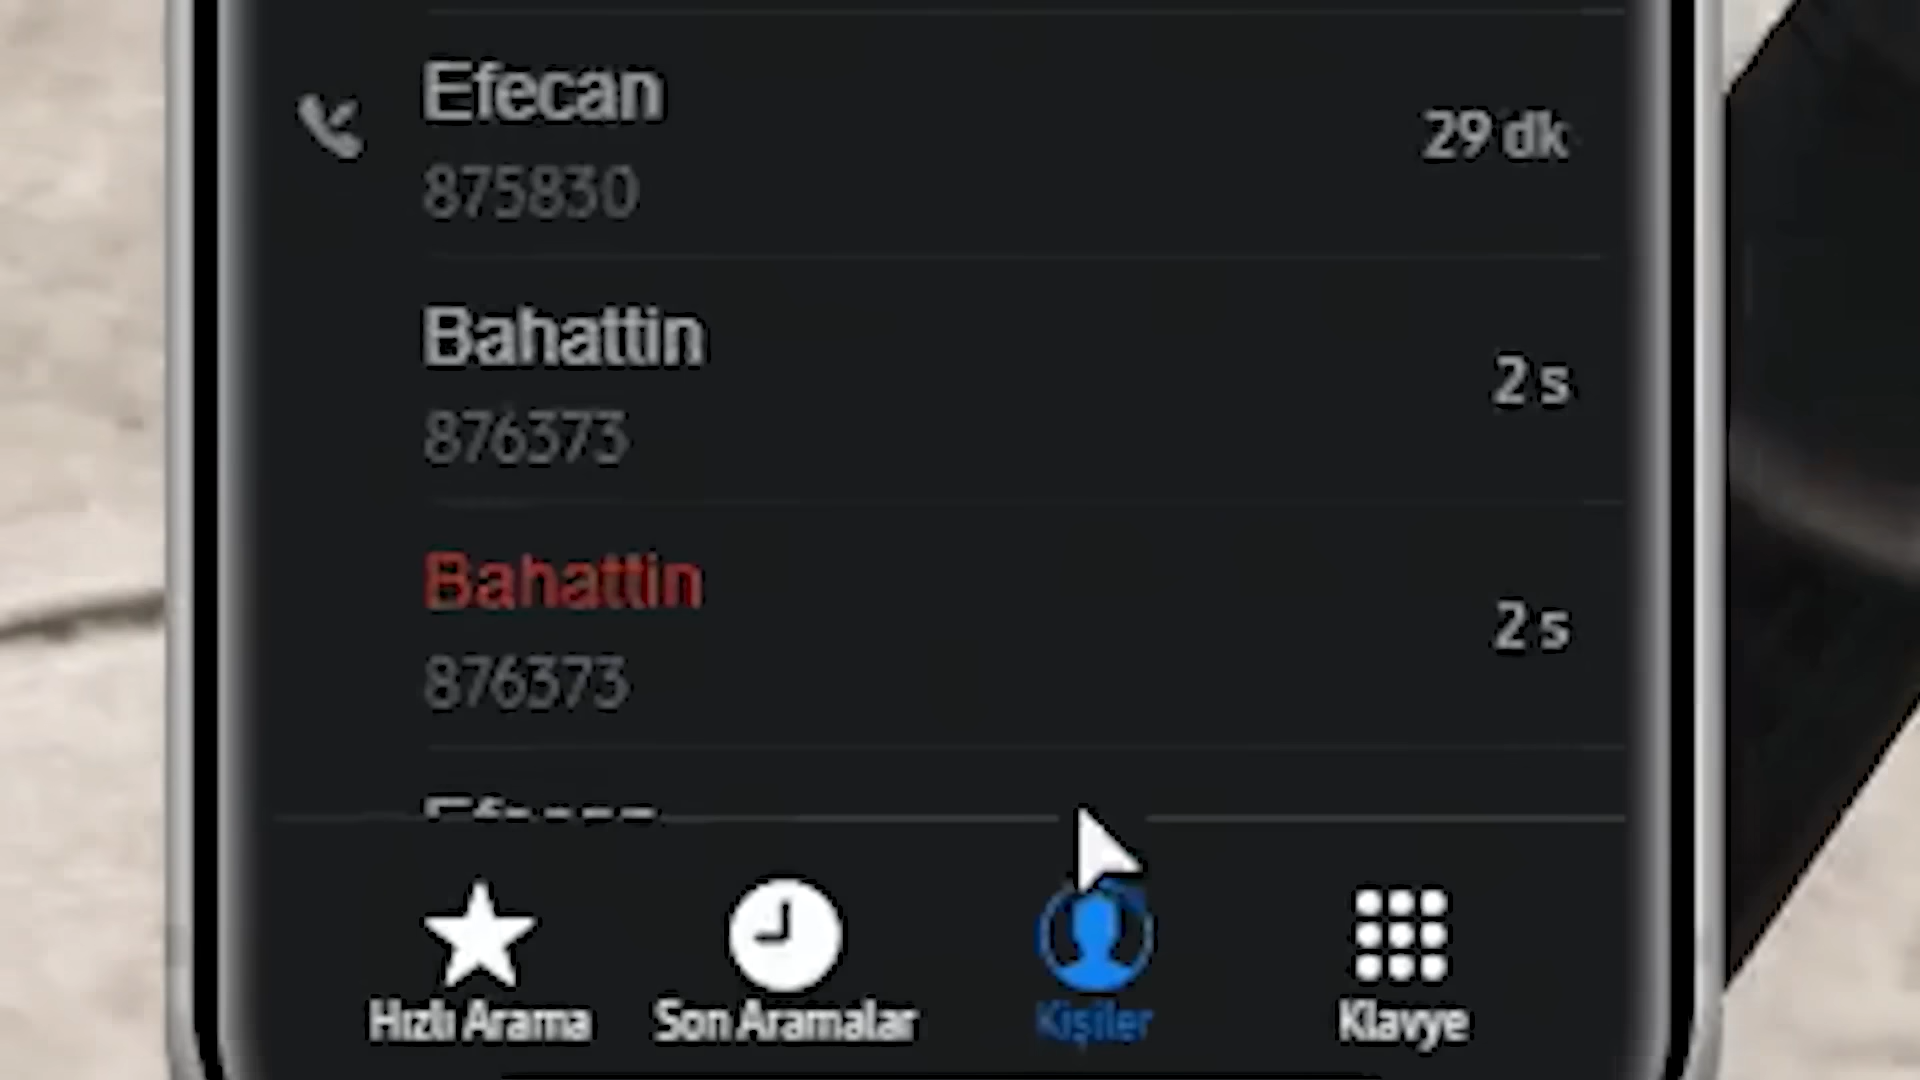 Efecan
29 dk
875830
Bahattin
2 s
876373
Bahattin
2 s
876373
Hızlı Arama
Son Aramalar
Kişiler
Klavye